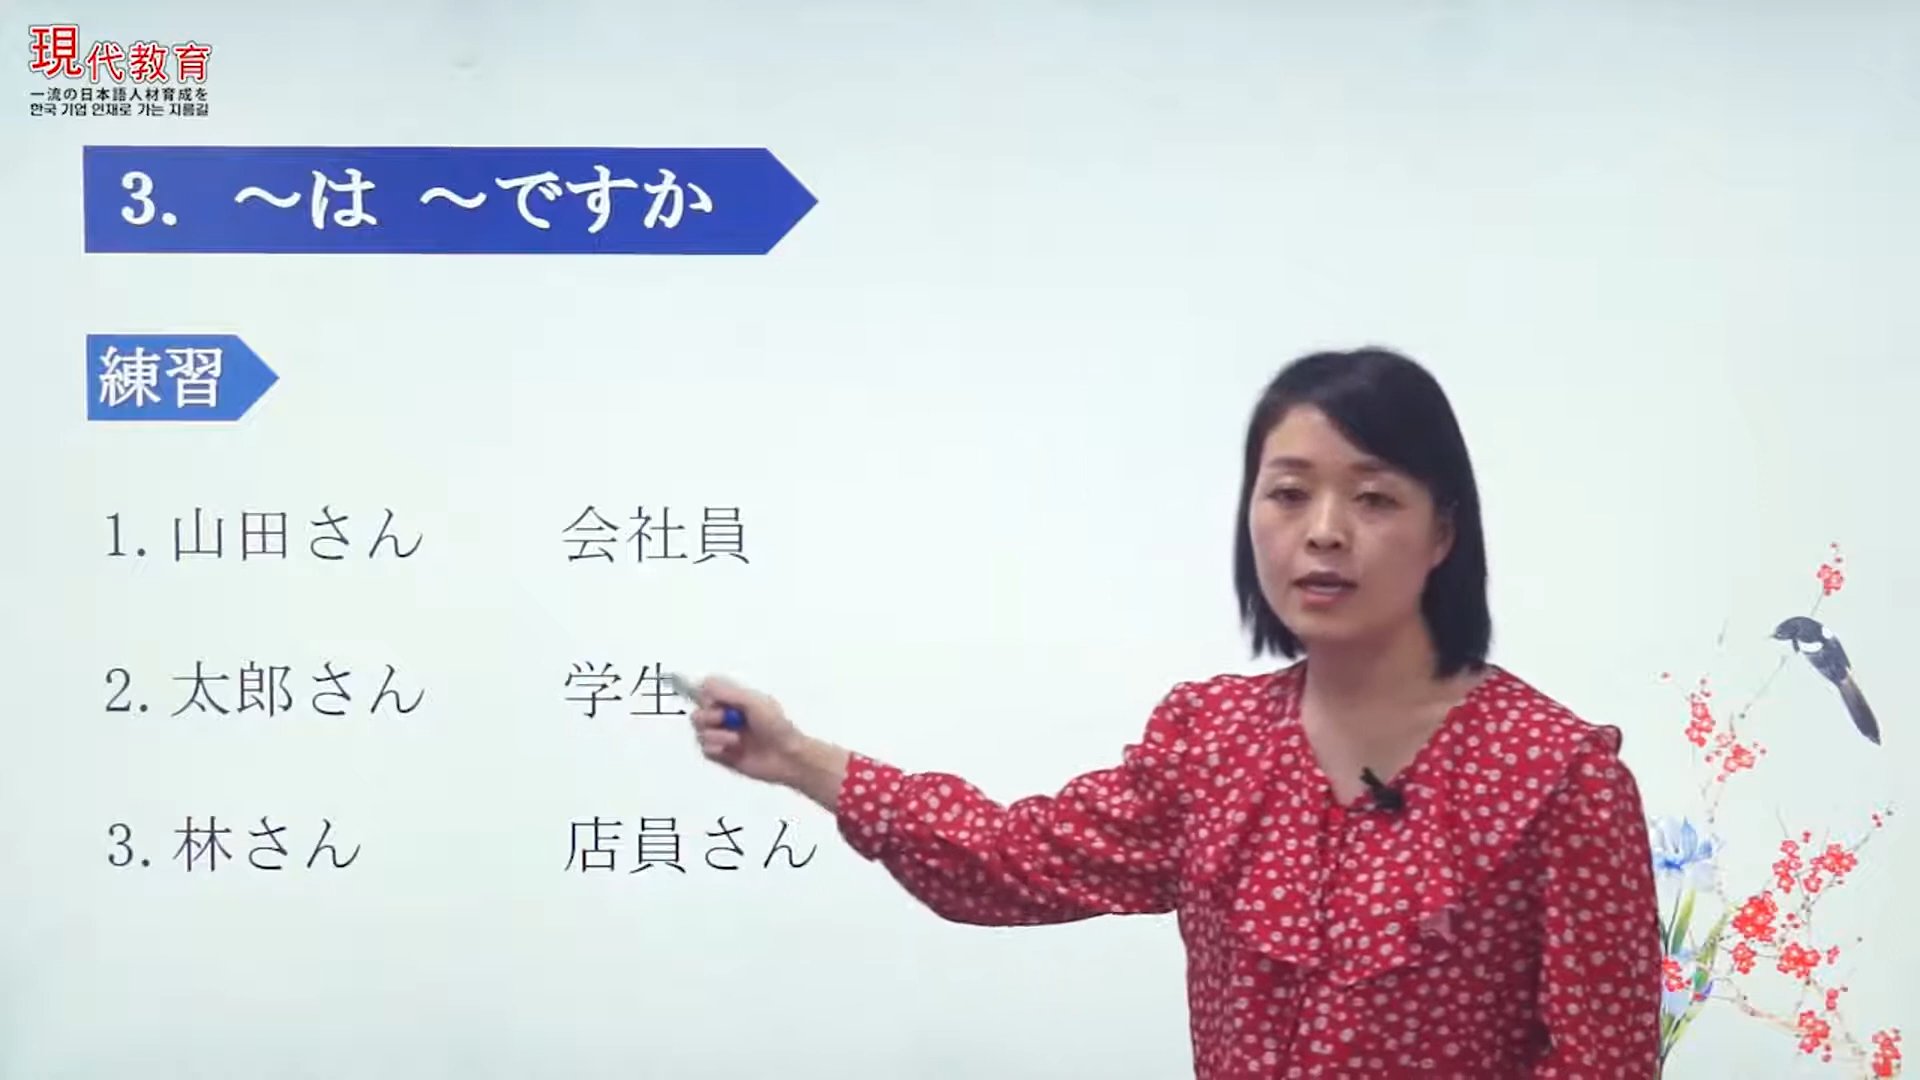 現代教育
一流の日本語人材育成を
한국 기업 인재로 가는 지름길
3. ～は ～ですか
練習
1. 山田さん 会社員
2. 太郎さん 学生
3. 林さん 店員さん